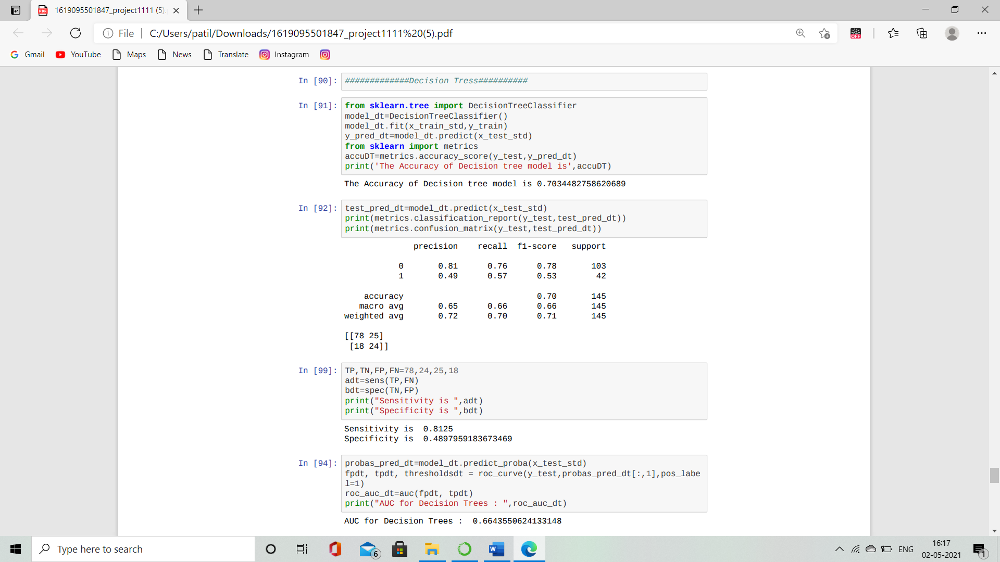 1619095501847_project1111 (5).
File | C:/Users/patil/Downloads/1619095501847_project1111%20(5).pdf
OFF
Gmail YouTube Maps News Translate Instagram
In [90]: #############Decision Tress##########
In [91]: from sklearn.tree import DecisionTreeClassifier
model_dt=DecisionTreeClassifier()
model_dt.fit(x_train_std,y_train)
y_pred_dt=model_dt.predict(x_test_std)
from sklearn import metrics
accuDT=metrics.accuracy_score(y_test,y_pred_dt)
print('The Accuracy of Decision tree model is',accuDT)
The Accuracy of Decision tree model is 0.7034482758620689
In [92]: test_pred_dt=model_dt.predict(x_test_std)
print(metrics.classification_report(y_test,test_pred_dt))
print(metrics.confusion_matrix(y_test,test_pred_dt))
precision recall f1-score support
0 0.81 0.76 0.78 103
1 0.49 0.57 0.53 42
accuracy 0.70 145
macro avg 0.65 0.66 0.66 145
weighted avg 0.72 0.70 0.71 145
[[78 25]
[18 24]]
In [99]: TP,TN,FP,FN=78,24,25,18
adt=sens(TP,FN)
bdt=spec(TN,FP)
print("Sensitivity is ",adt)
print("Specificity is ",bdt)
Sensitivity is 0.8125
Specificity is 0.4897959183673469
In [94]: probas_pred_dt=model_dt.predict_proba(x_test_std)
fpdt, tpdt, thresholdsdt = roc_curve(y_test,probas_pred_dt[:,1],pos_labe
l=1)
roc_auc_dt=auc(fpdt, tpdt)
print("AUC for Decision Trees : ",roc_auc_dt)
AUC for Decision Trees : 0.6643550624133148
Type here to search
6
ENG
16:17
02-05-2021
1